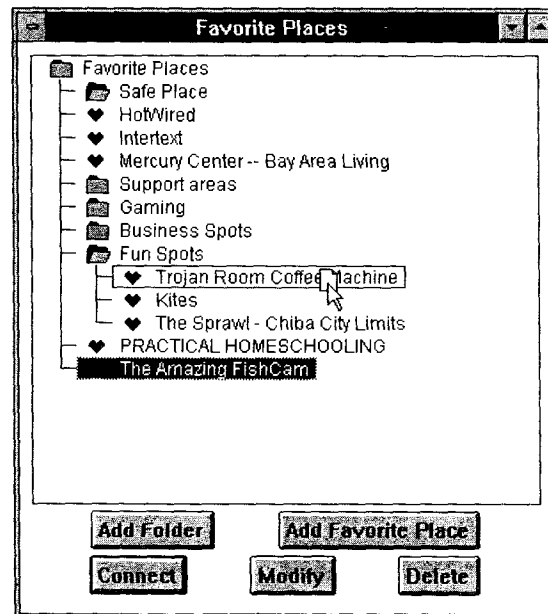 Favorite Places
Favorite Places
Safe Place
HotWired
Intertext
Mercury Center -- Bay Area Living
Support areas
Gaming
Business Spots
Fun Spots
Trojan Room Coffee Machine
Kites
The Sprawl - Chiba City Limits
PRACTICAL HOMESCHOOLING
The Amazing FishCam
Add Folder Add Favorite Place
Connect Modify Delete